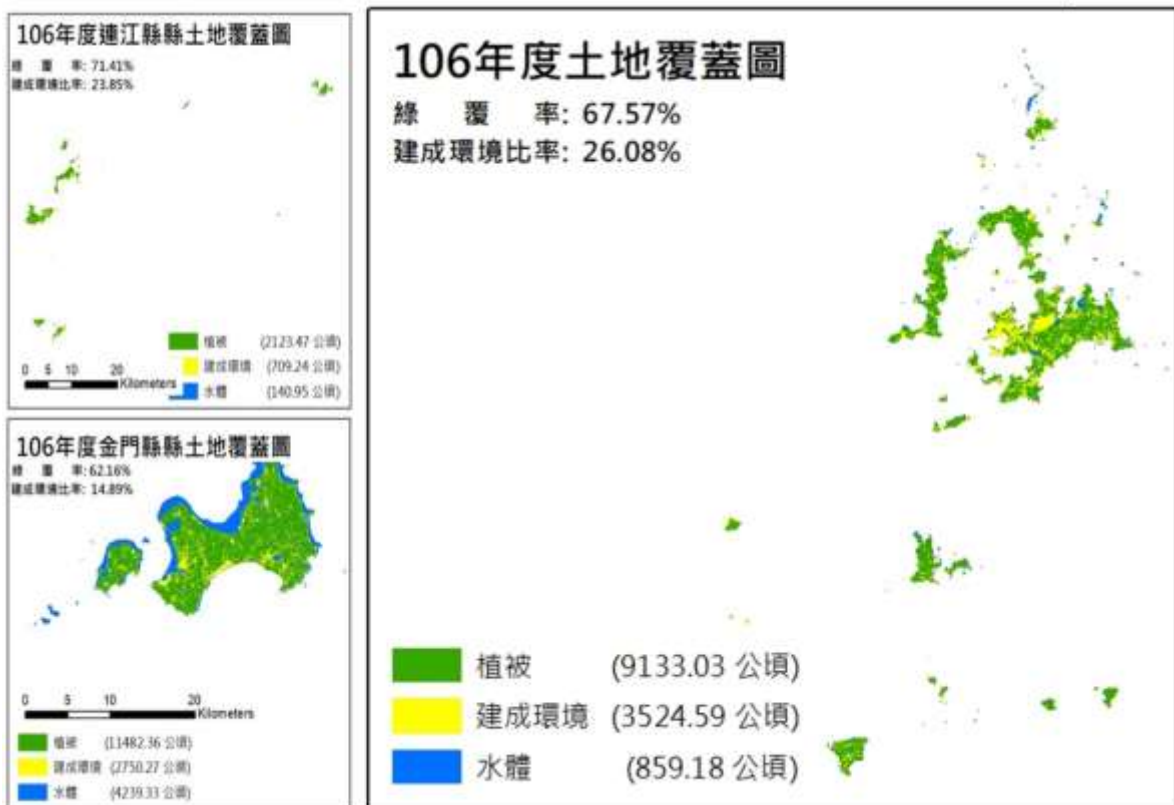 106年度連江縣縣土地覆蓋圖
綠 覆 率: 71.41%
建成環境比率: 23.85%
植被 (2123.47 公頃)
建成環境 (709.24 公頃)
水體 (140.95 公頃)
0 5 10 20
Kilometers
106年度金門縣縣土地覆蓋圖
綠 覆 率: 62.16%
建成環境比率: 14.89%
0 5 10 20
Kilometers
植被 (11482.36 公頃)
建成環境 (2750.27 公頃)
水體 (4239.33 公頃)
106年度土地覆蓋圖
綠 覆 率: 67.57%
建成環境比率: 26.08%
植被 (9133.03 公頃)
建成環境 (3524.59 公頃)
水體 (859.18 公頃)